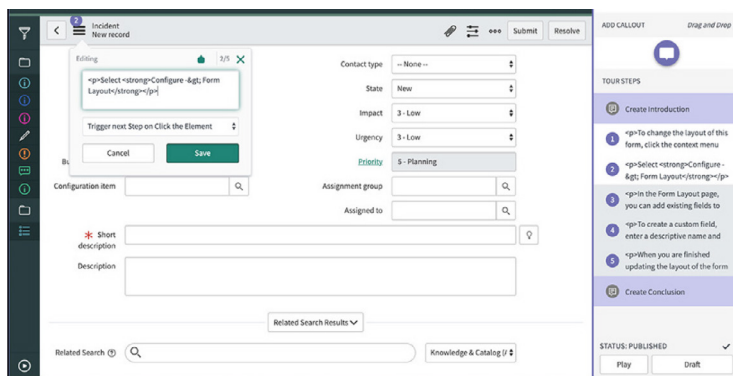 2
Incident
New record
Submit
Resolve
Editing
2/5
<p>Select <strong>Configure -&gt; Form
Layout</strong></p>
Trigger next Step on Click the Element
Cancel
Save
Configuration item
Contact type
-- None --
State
New
Impact
3 - Low
Urgency
3 - Low
Priority
5 - Planning
Assignment group
Assigned to
Short
description
Description
Related Search Results
Related Search
Knowledge & Catalog (/
ADD CALLOUT
Drag and Drop
TOUR STEPS
Create Introduction
1
<p>To change the layout of this
form, click the context menu
2
<p>Select <strong>Configure -
&gt; Form Layout</strong></p>
3
<p>In the Form Layout page,
you can add existing fields to
4
<p>To create a custom field,
enter a descriptive name and
5
<p>When you are finished
updating the layout of the form
Create Conclusion
STATUS: PUBLISHED
Play
Draft